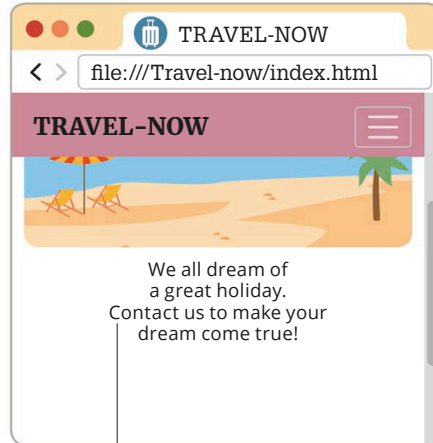 TRAVEL-NOW
file:///Travel-now/index.html
TRAVEL-NOW
We all dream of
a great holiday.
Contact us to make your
dream come true!